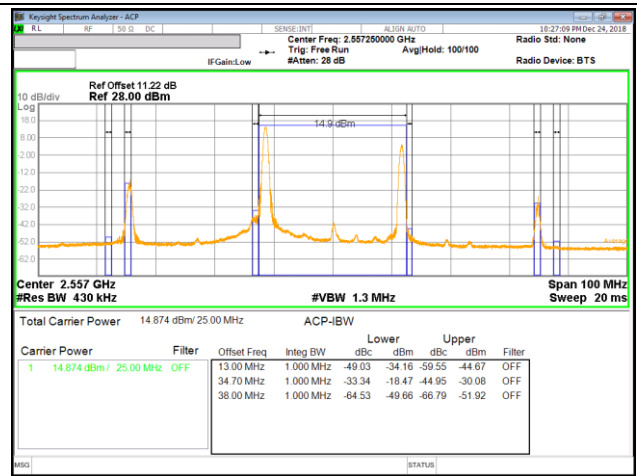 Keysight Spectrum Analyzer - ACP
RL RF 50 Ω DC SENSE:INT ALIGN AUTO 10:27:09 PM Dec 24, 2018
Center Freq: 2.557250000 GHz Radio Std: None
Trig: Free Run Avg|Hold: 100/100
IFGain:Low #Atten: 28 dB Radio Device: BTS
Ref Offset 11.22 dB
10 dB/div Ref 28.00 dBm
Log
18.0
14.9 dBm
8.00
-2.00
-12.0
-22.0
-32.0
-42.0
-52.0
Average
-62.0
Center 2.557 GHz Span 100 MHz
#Res BW 430 kHz #VBW 1.3 MHz Sweep 20 ms
Total Carrier Power 14.874 dBm/ 25.00 MHz ACP-IBW
Lower Upper
Carrier Power Filter Offset Freq Integ BW dBc dBm dBc dBm Filter
1 14.874 dBm / 25.00 MHz OFF 13.00 MHz 1.000 MHz -49.03 -34.16 -59.55 -44.67 OFF
34.70 MHz 1.000 MHz -33.34 -18.47 -44.95 -30.08 OFF
38.00 MHz 1.000 MHz -64.53 -49.66 -66.79 -51.92 OFF
MSG STATUS